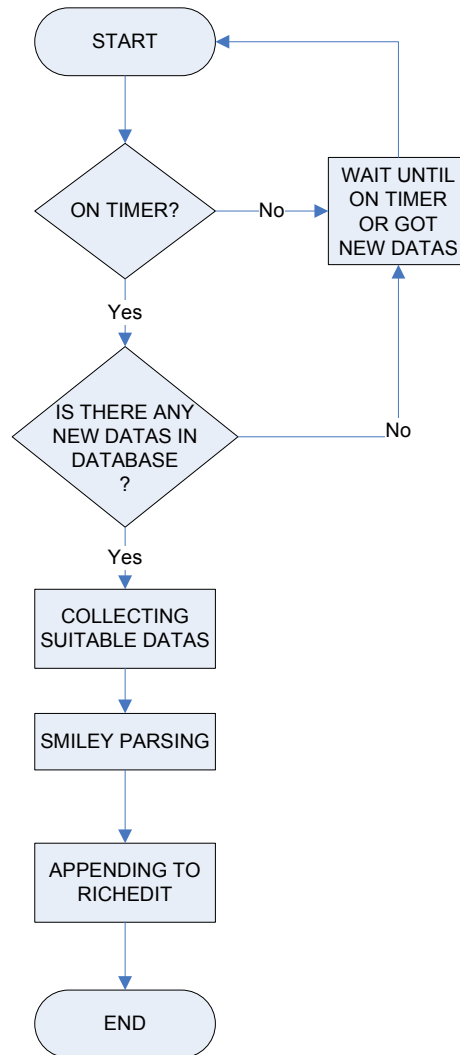 START
ON TIMER?
No
WAIT UNTIL
ON TIMER
OR GOT
NEW DATAS
Yes
IS THERE ANY
NEW DATAS IN
DATABASE
?
No
Yes
COLLECTING
SUITABLE DATAS
SMILEY PARSING
APPENDING TO
RICHEDIT
END